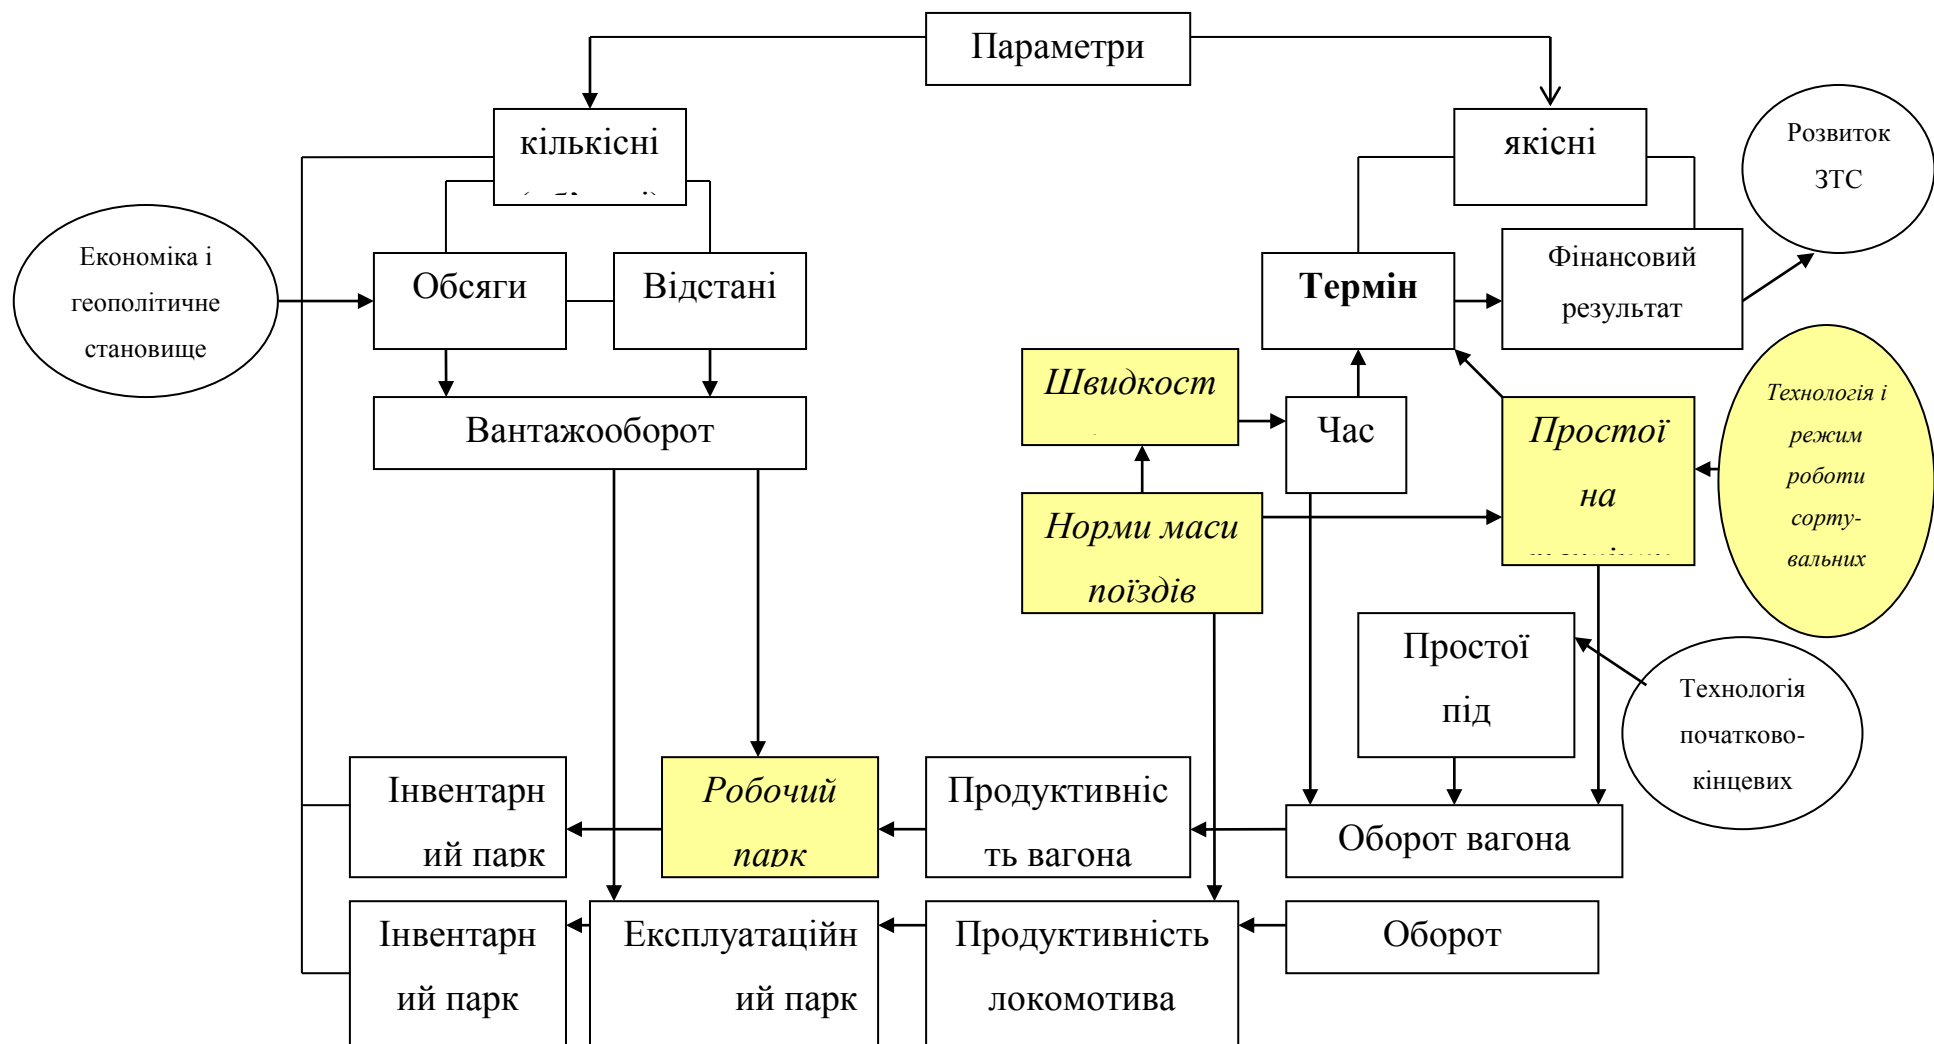 Параметри
кількісні
якісні
Розвиток
ЗТС
Економіка і
геополітичне
становище
Обсяги
Відстані
Термін
Фінансовий
результат
Вантажооборот
Швидкост
Час
Простої
на
Технологія і
режим
роботи
сорту-
вальних
Норми маси
поїздів
Простої
під
Технологія
початково-
кінцевих
Інвентарн
ий парк
Робочий
парк
Продуктивніс
ть вагона
Оборот вагона
Інвентарн
ий парк
Експлуатаційн
ий парк
Продуктивність
локомотива
Оборот